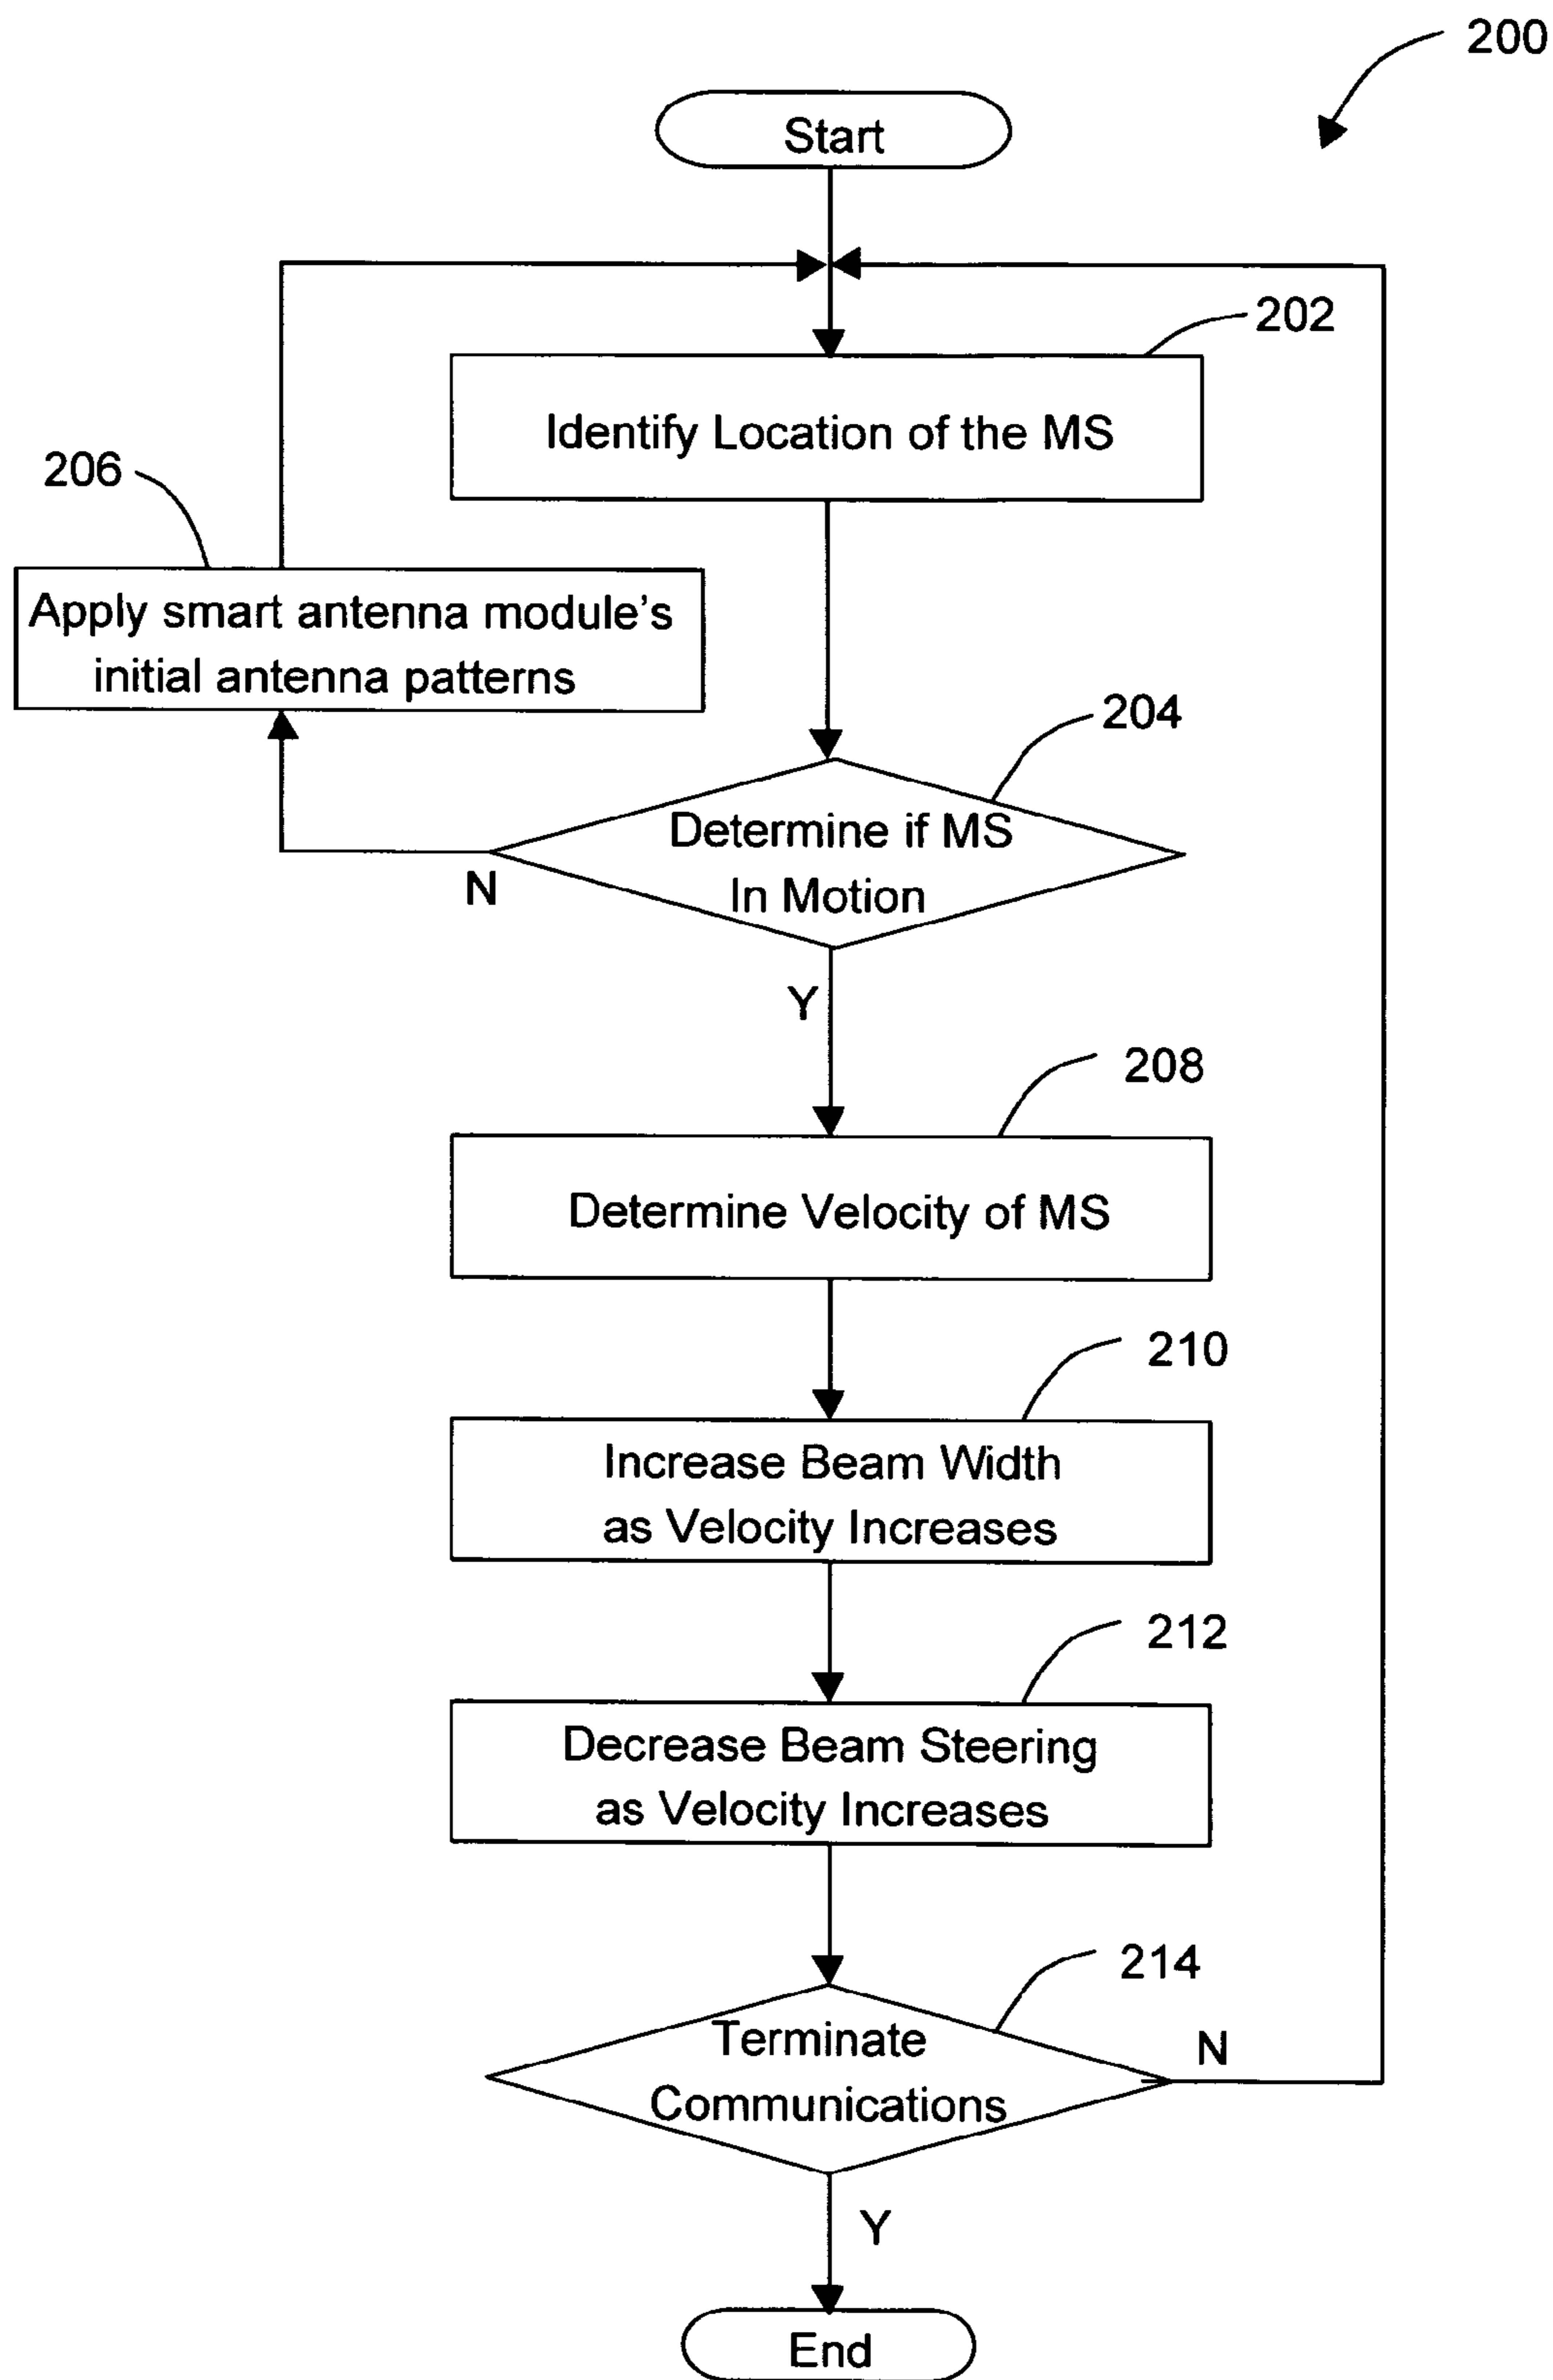 200
Start
202
Identify Location of the MS
206
Apply smart antenna module's
initial antenna patterns
204
Determine if MS
In Motion
N
Y
208
Determine Velocity of MS
210
Increase Beam Width
as Velocity Increases
212
Decrease Beam Steering
as Velocity Increases
214
Terminate
Communications
N
Y
End